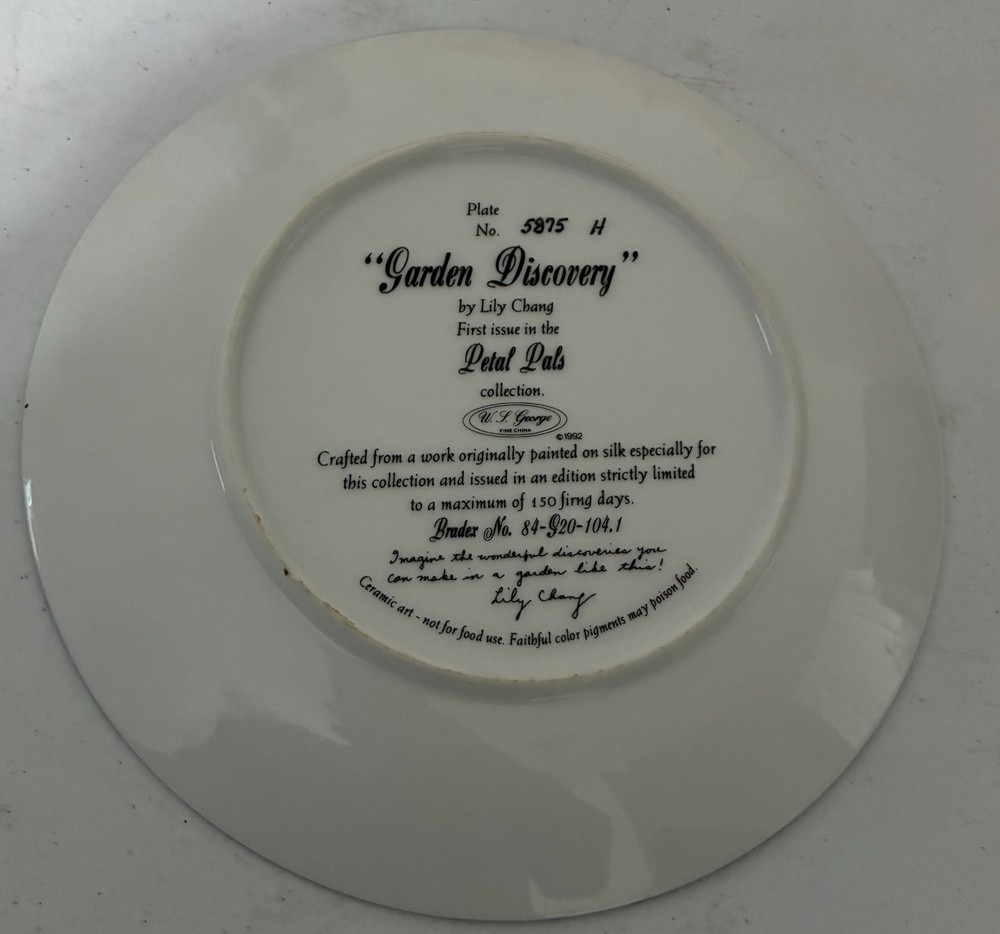 Plate
No. 5875 H
“Garden Discovery”
by Lily Chang
First issue in the
Petal Pals
collection.
W. S. George
FINE CHINA
©1992
Crafted from a work originally painted on silk especially for
this collection and issued in an edition strictly limited
to a maximum of 150 firng days.
Bradex No. 84-G20-104.1
Imagine the wonderful discoveries you
can make in a garden like this!
Lily Chang
Ceramic art - not for food use. Faithful color pigments may poison food.